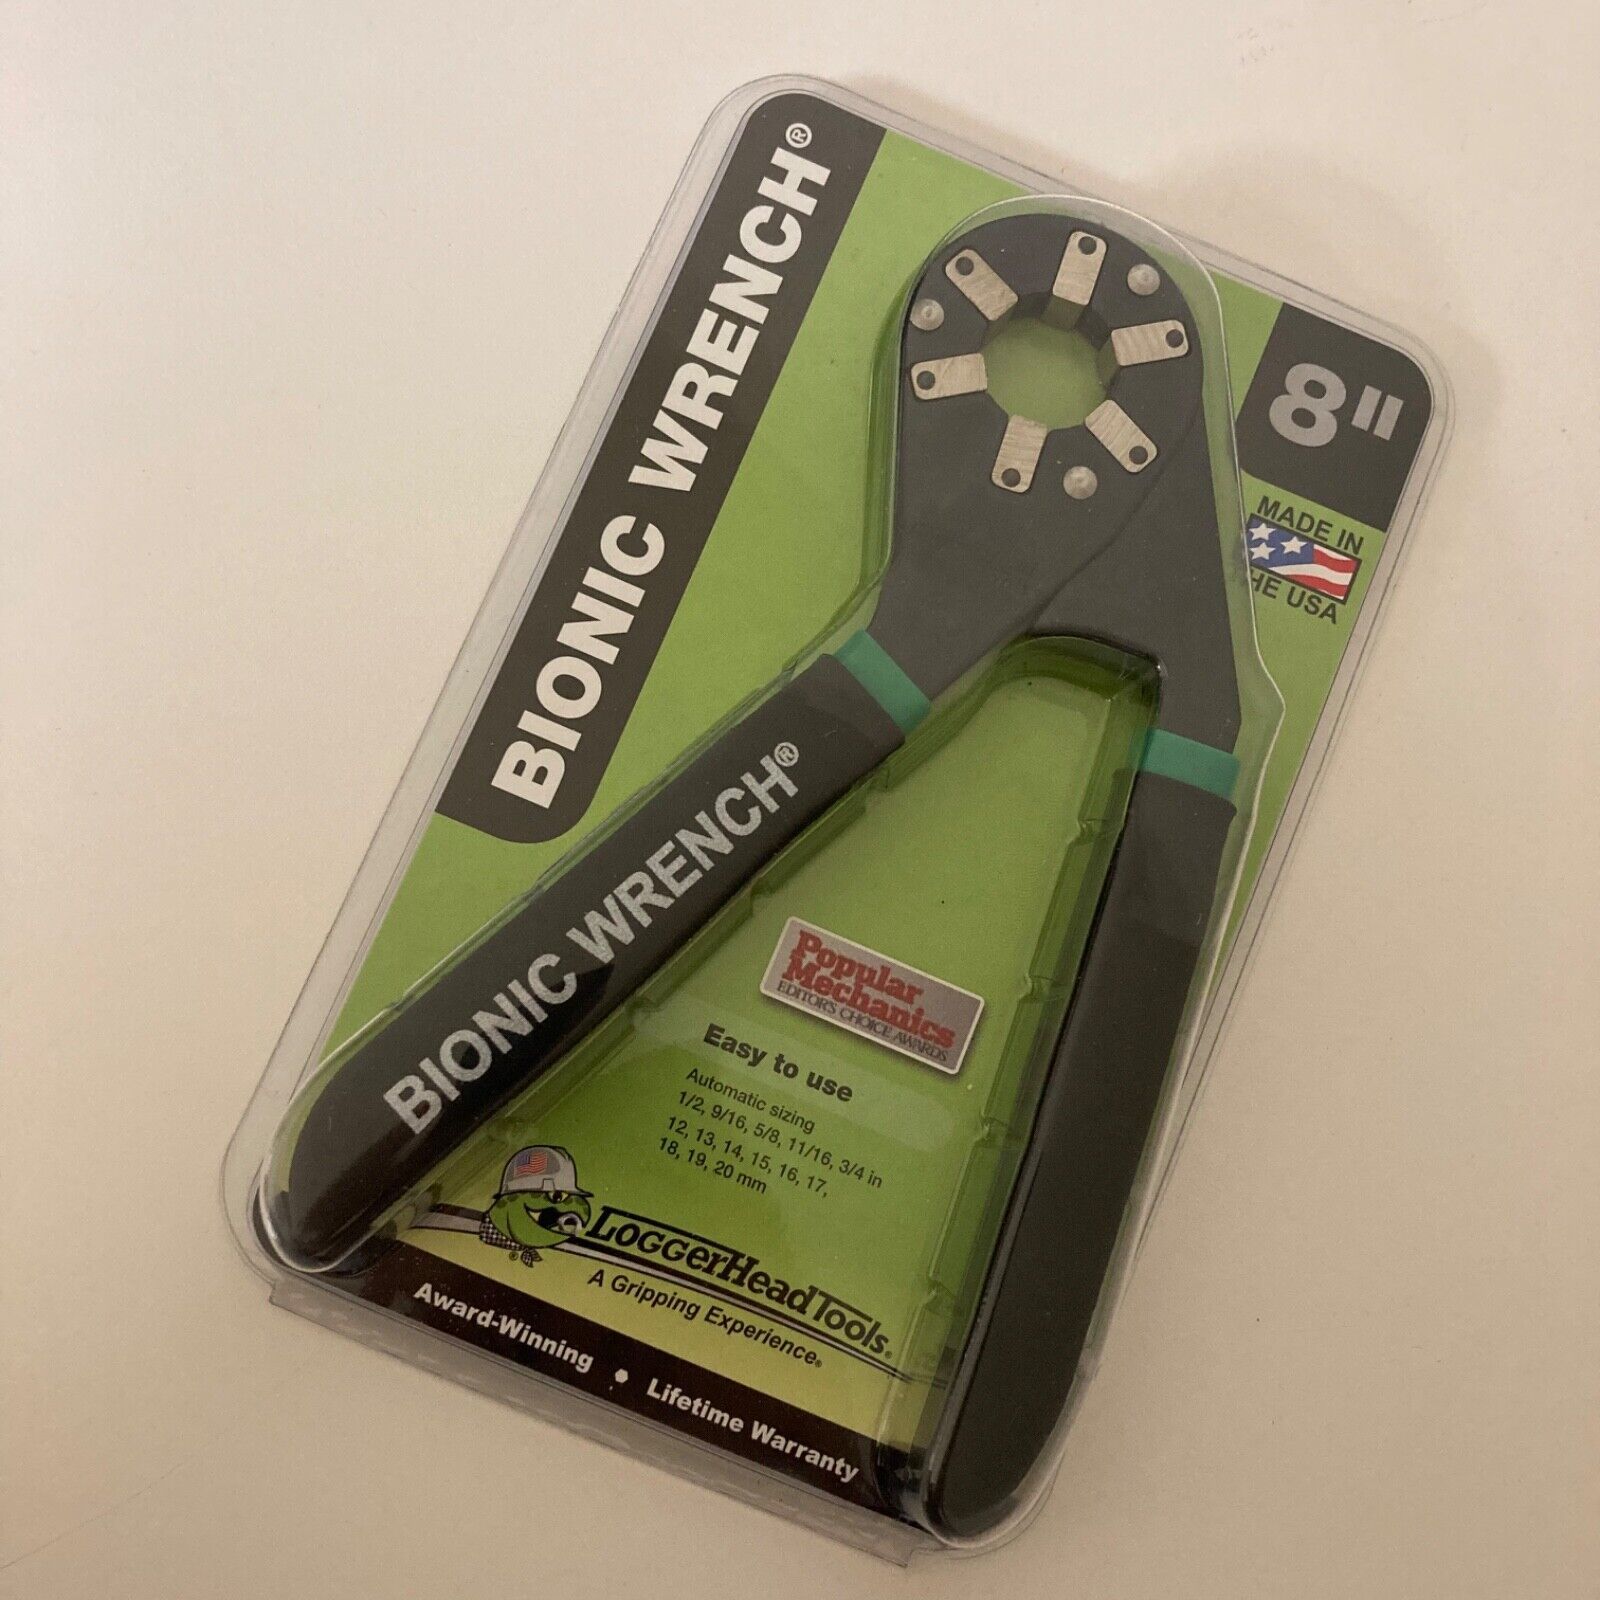 BIONIC WRENCH®
8"
MADE IN
HE USA
BIONIC WRENCH®
Popular
Mechanics
EDITOR'S CHOICE AWARDS
Easy to use
Automatic sizing
1/2, 9/16, 5/8, 11/16, 3/4 in
12, 13, 14, 15, 16, 17,
18, 19, 20 mm
LOGGerHeadTools®
A Gripping Experience®
Award-Winning • Lifetime Warranty